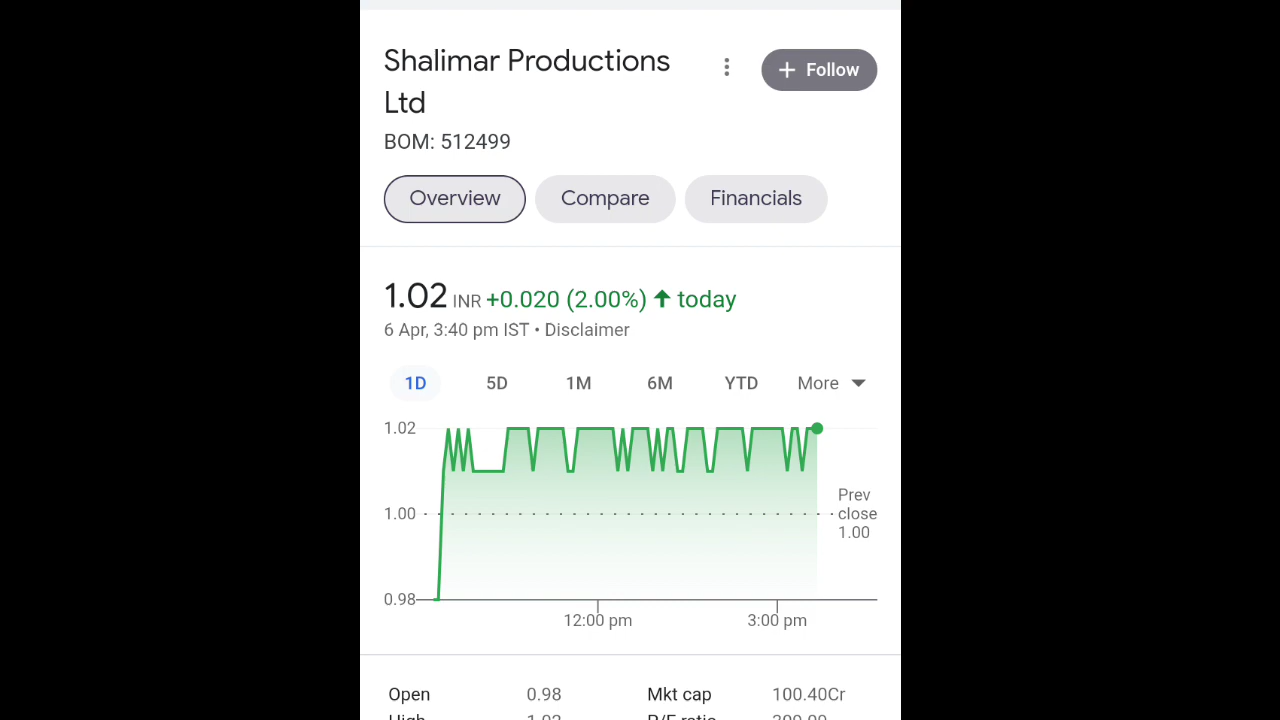 Shalimar Productions
Ltd
+ Follow
BOM: 512499
Overview Compare Financials
1.02 INR +0.020 (2.00%) ↑ today
6 Apr, 3:40 pm IST • Disclaimer
1D 5D 1M 6M YTD More
1.02
1.00
0.98
Prev
close
1.00
12:00 pm 3:00 pm
Open 0.98 Mkt cap 100.40Cr